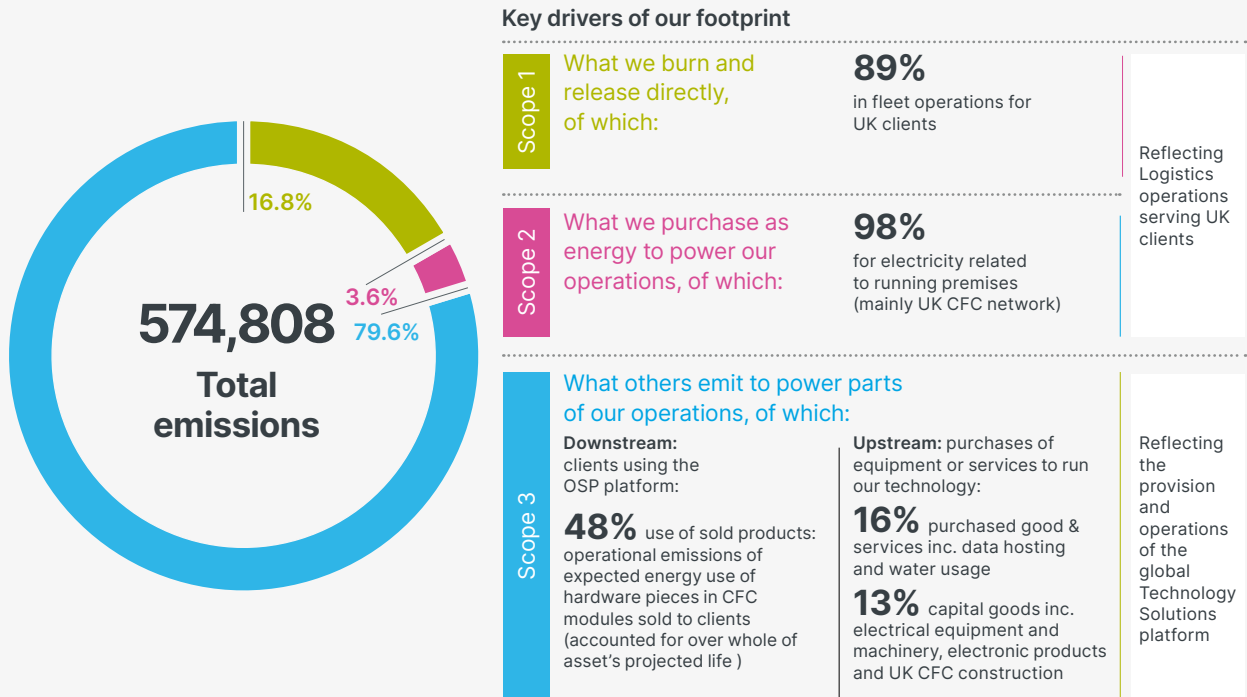 Key drivers of our footprint
16.8%
3.6%
79.6%
574,808
Total
emissions
Scope 1
What we burn and
release directly,
of which:
89%
in fleet operations for
UK clients
Scope 2
What we purchase as
energy to power our
operations, of which:
98%
for electricity related
to running premises
(mainly UK CFC network)
Reflecting
Logistics
operations
serving UK
clients
Scope 3
What others emit to power parts
of our operations, of which:
Downstream:
clients using the
OSP platform:
48% use of sold products:
operational emissions of
expected energy use of
hardware pieces in CFC
modules sold to clients
(accounted for over whole of
asset’s projected life )
Upstream: purchases of
equipment or services to run
our technology:
16% purchased good &
services inc. data hosting
and water usage
13% capital goods inc.
electrical equipment and
machinery, electronic products
and UK CFC construction
Reflecting
the
provision
and
operations
of the
global
Technology
Solutions
platform